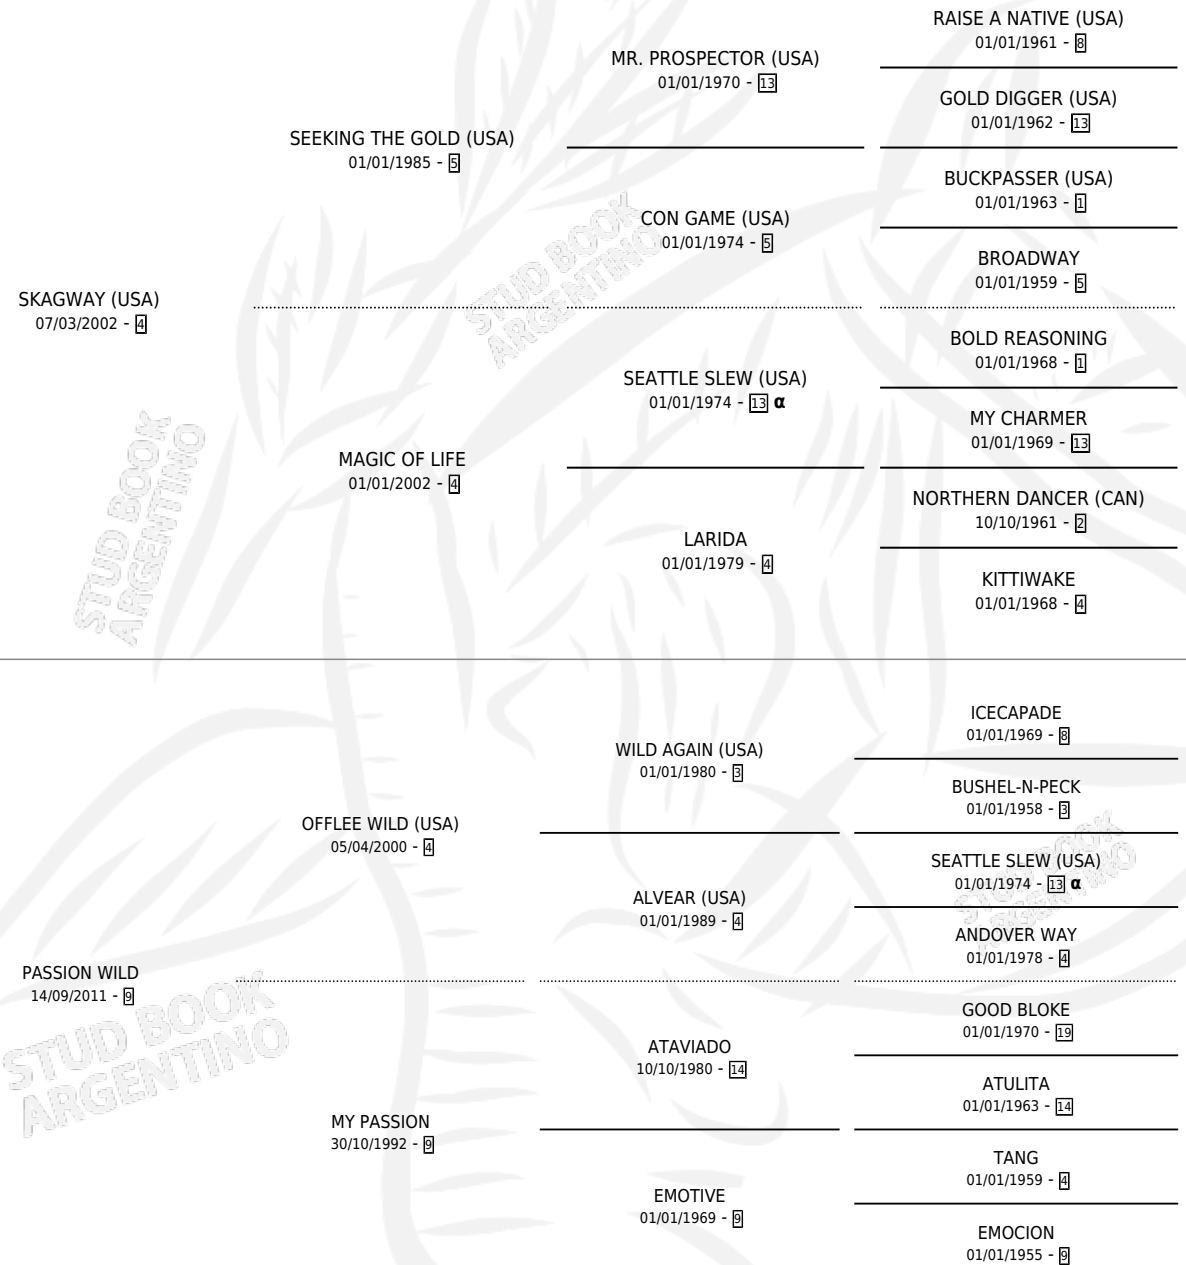 RAISE A NATIVE (USA)
01/01/1961 - 8
MR. PROSPECTOR (USA)
01/01/1970 - 13
GOLD DIGGER (USA)
01/01/1962 - 13
SEEKING THE GOLD (USA)
01/01/1985 - 5
BUCKPASSER (USA)
01/01/1963 - 1
CON GAME (USA)
01/01/1974 - 5
BROADWAY
01/01/1959 - 5
SKAGWAY (USA)
07/03/2002 - 4
BOLD REASONING
01/01/1968 - 1
SEATTLE SLEW (USA)
01/01/1974 - 13 α
MY CHARMER
01/01/1969 - 13
MAGIC OF LIFE
01/01/2002 - 4
NORTHERN DANCER (CAN)
10/10/1961 - 2
LARIDA
01/01/1979 - 4
KITTIWAKE
01/01/1968 - 4
ICECAPADE
01/01/1969 - 8
WILD AGAIN (USA)
01/01/1980 - 3
BUSHEL-N-PECK
01/01/1958 - 3
OFFLEE WILD (USA)
05/04/2000 - 4
SEATTLE SLEW (USA)
01/01/1974 - 13 α
ALVEAR (USA)
01/01/1989 - 4
ANDOVER WAY
01/01/1978 - 4
PASSION WILD
14/09/2011 - 9
GOOD BLOKE
01/01/1970 - 19
ATAVIADO
10/10/1980 - 14
ATULITA
01/01/1963 - 14
MY PASSION
30/10/1992 - 9
TANG
01/01/1959 - 4
EMOTIVE
01/01/1969 - 9
EMOCION
01/01/1955 - 9
STUD BOOK
ARGENTINO
STUD BOOK
ARGENTINO
STUD BOOK
ARGENTINO
STUD BOOK
ARGENTINO